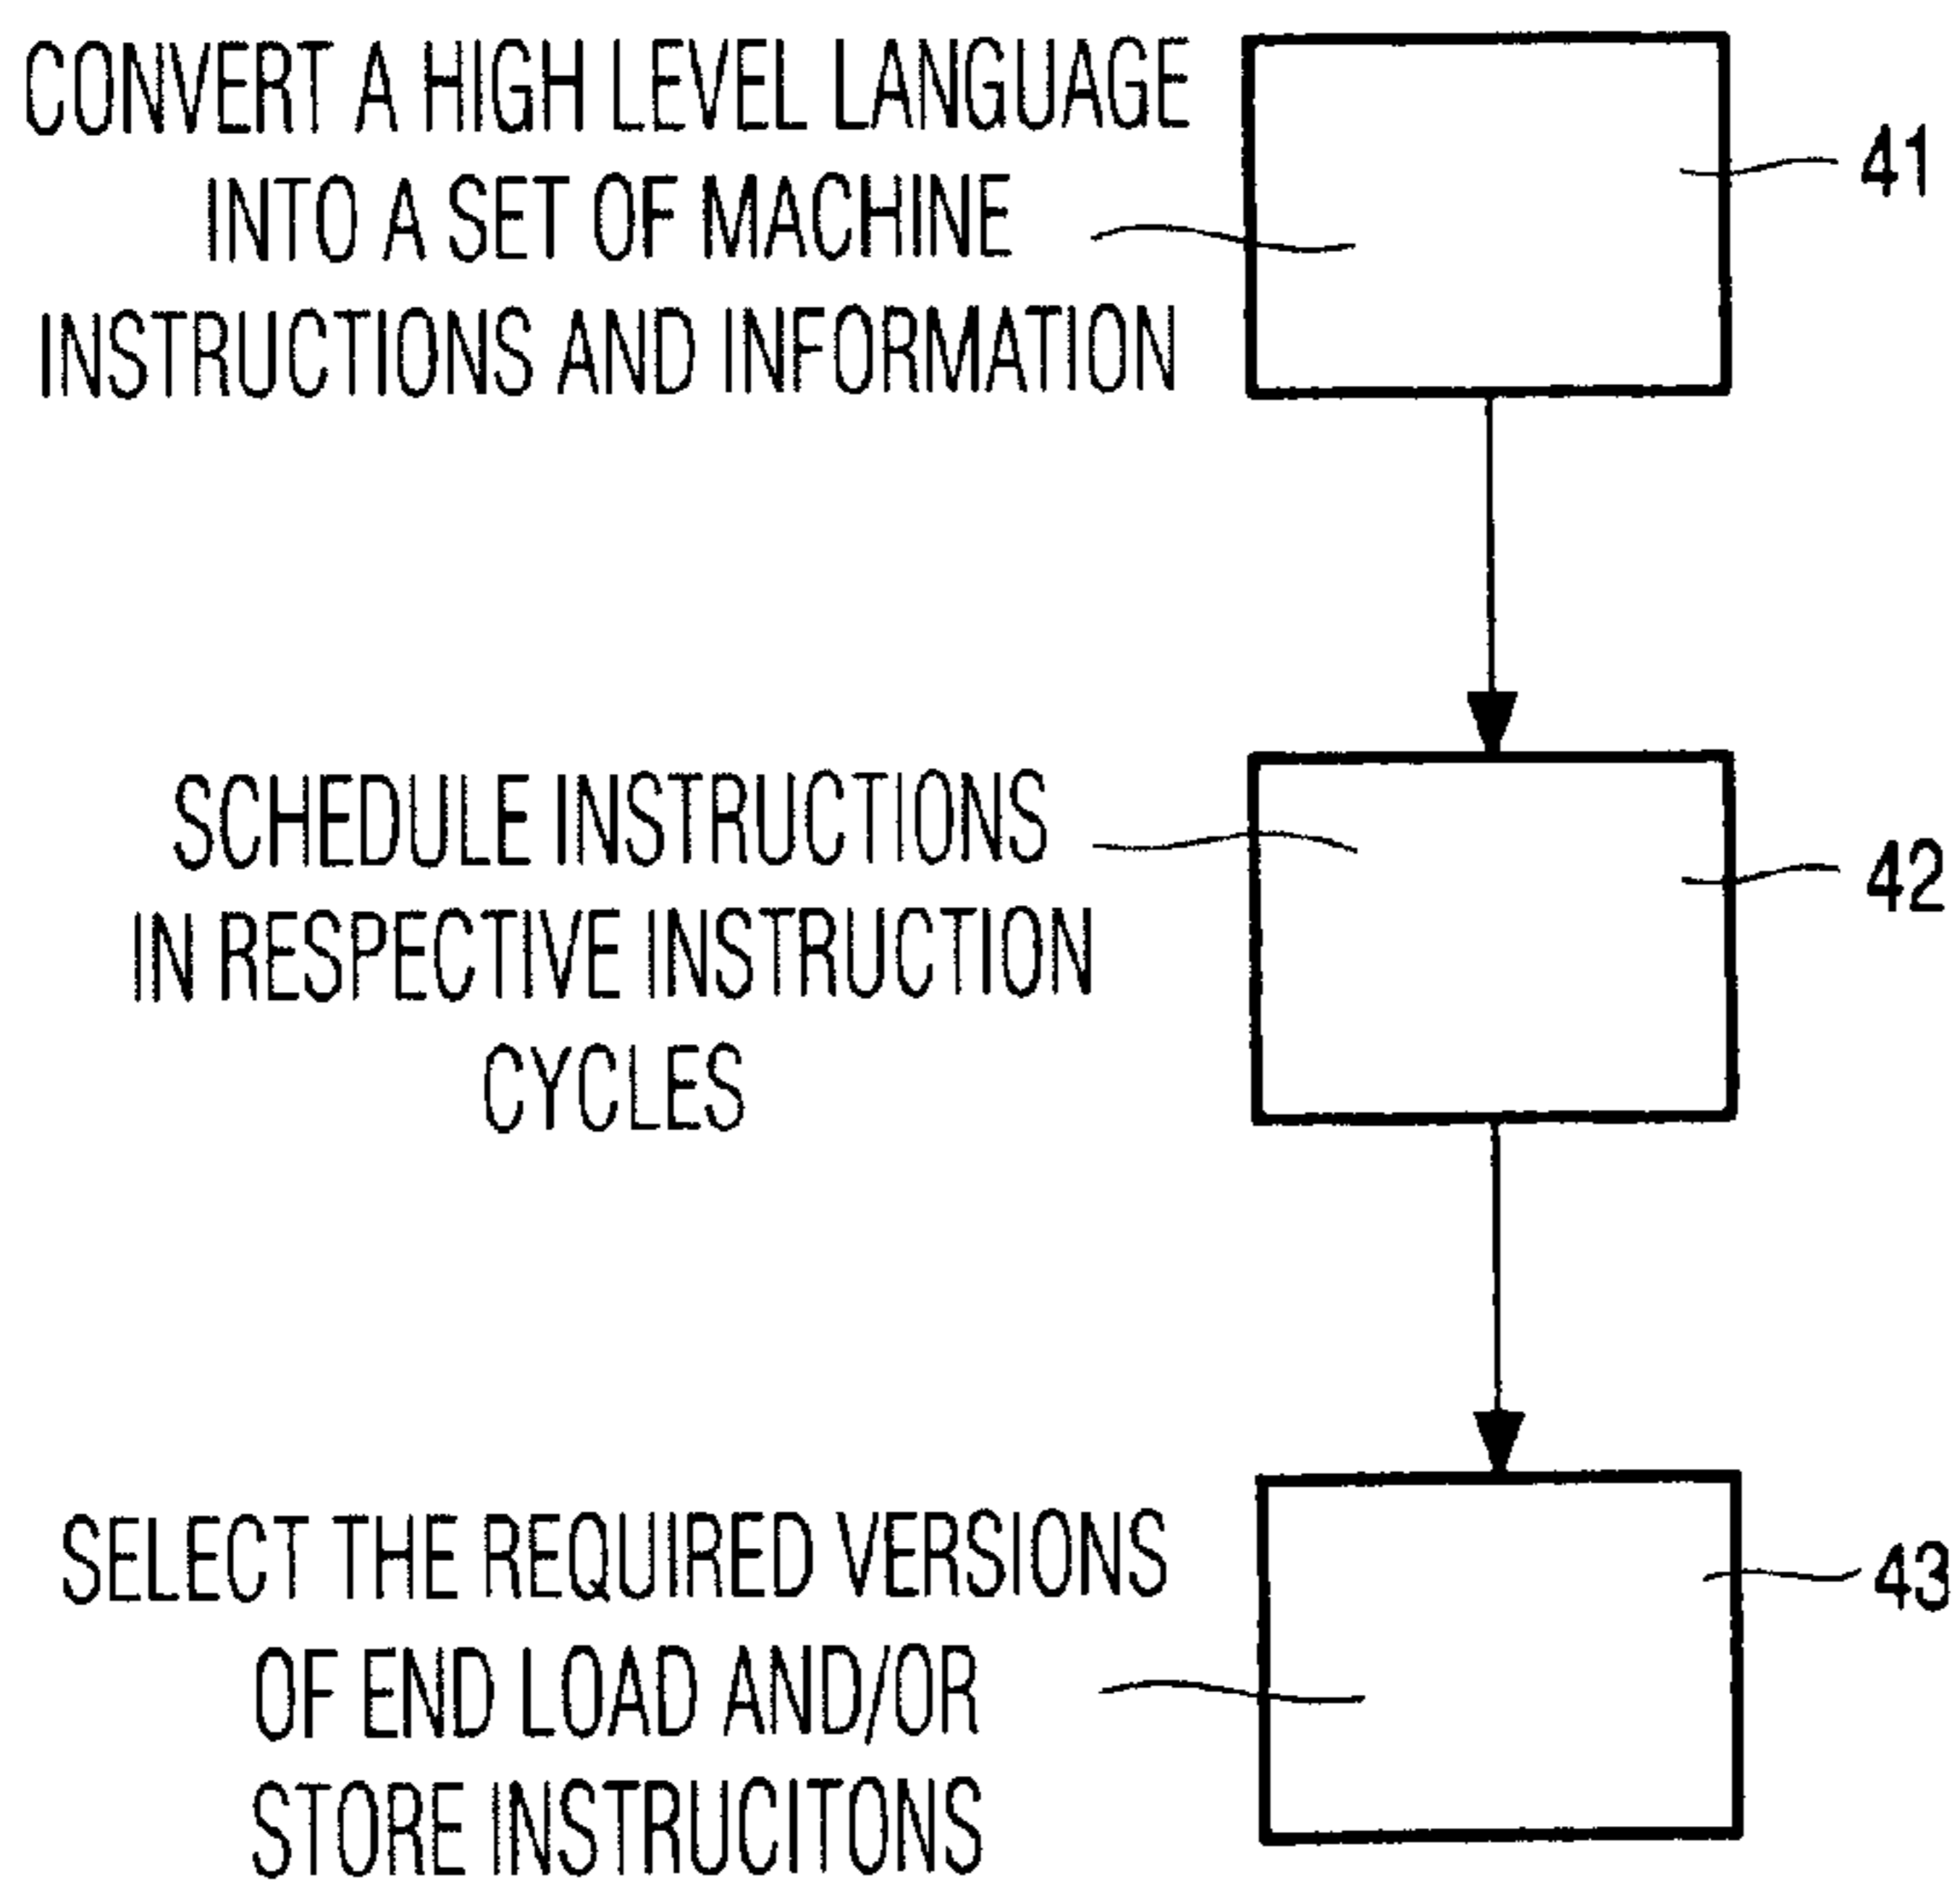 CONVERT A HIGH LEVEL LANGUAGE
INTO A SET OF MACHINE
INSTRUCTIONS AND INFORMATION
41
SCHEDULE INSTRUCTIONS
IN RESPECTIVE INSTRUCTION
CYCLES
42
SELECT THE REQUIRED VERSIONS
OF END LOAD AND/OR
STORE INSTRUCITONS
43